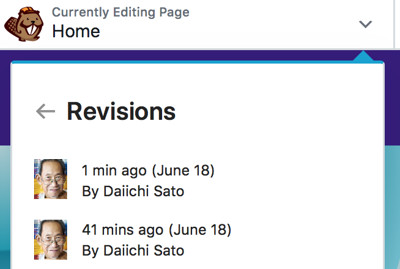 Currently Editing Page
Home
Revisions
1 min ago (June 18)
By Daiichi Sato
41 mins ago (June 18)
By Daiichi Sato